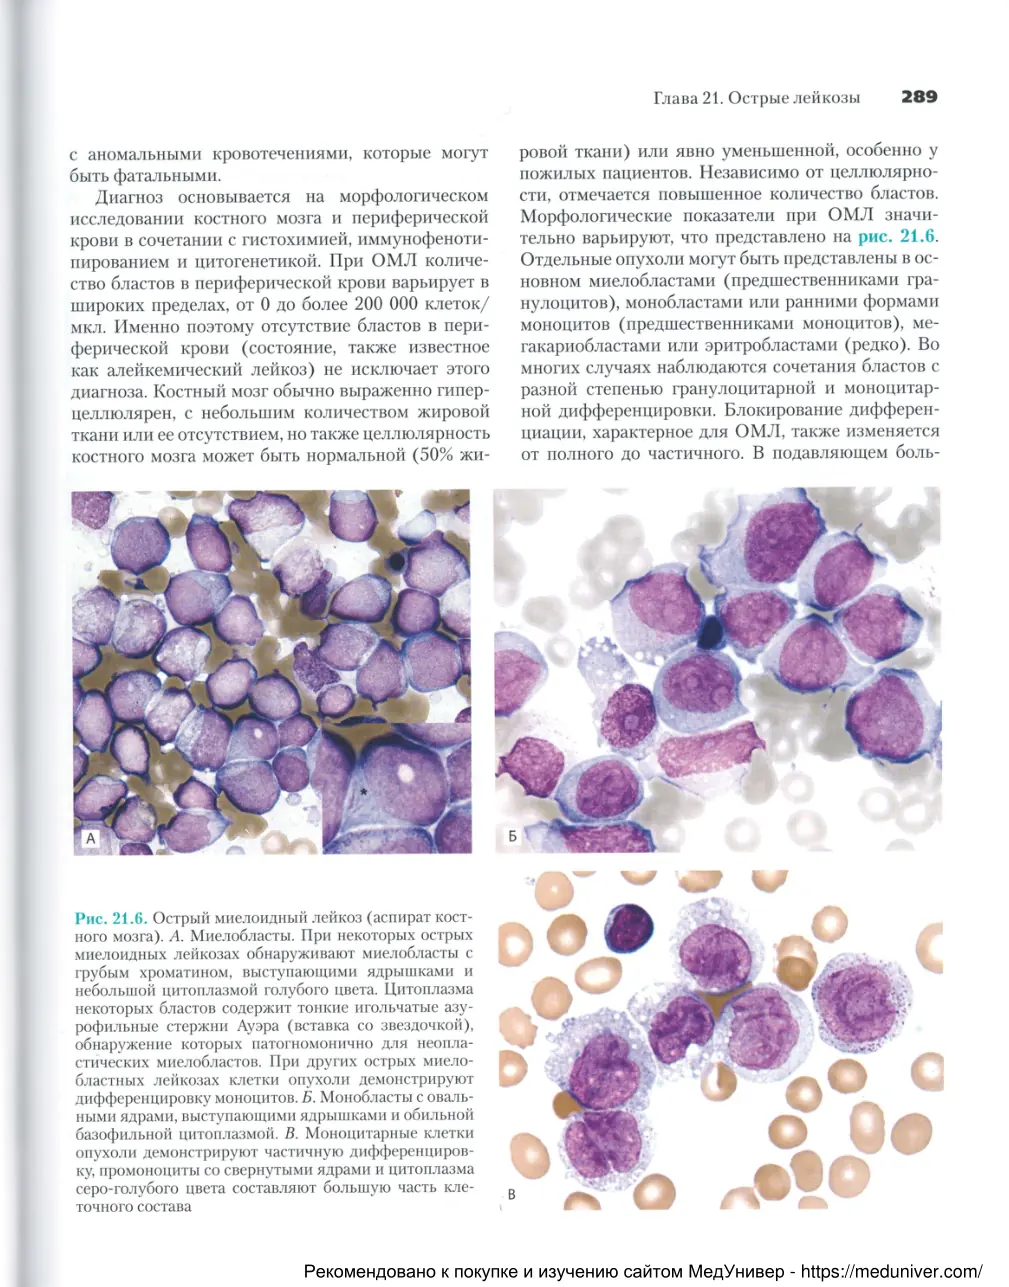 Глава 21. Острые лейкозы 289
с аномальными кровотечениями, которые могут
быть фатальными.
Диагноз основывается на морфологическом
исследовании костного мозга и периферической
крови в сочетании с гистохимией, иммунофеноти-
пированием и цитогенетикой. При ОМЛ количе-
ство бластов в периферической крови варьирует в
широких пределах, от 0 до более 200 000 клеток/
мкл. Именно поэтому отсутствие бластов в пери-
ферической крови (состояние, также известное
как алейкемический лейкоз) не исключает этого
диагноза. Костный мозг обычно выраженно гипер-
целлюлярен, с небольшим количеством жировой
ткани или ее отсутствием, но также целлюлярность
костного мозга может быть нормальной (50% жи-
ровой ткани) или явно уменьшенной, особенно у
пожилых пациентов. Независимо от целлюлярно-
сти, отмечается повышенное количество бластов.
Морфологические показатели при ОМЛ значи-
тельно варьируют, что представлено на рис. 21.6.
Отдельные опухоли могут быть представлены в ос-
новном миелобластами (предшественниками гра-
нулоцитов), монобластами или ранними формами
моноцитов (предшественниками моноцитов), ме-
гакариобластами или эритробластами (редко). Во
многих случаях наблюдаются сочетания бластов с
разной степенью гранулоцитарной и моноцитар-
ной дифференцировки. Блокирование дифферен-
циации, характерное для ОМЛ, также изменяется
от полного до частичного. В подавляющем боль-
*
А
Б
В
Рис. 21.6. Острый миелоидный лейкоз (аспират кост-
ного мозга). А. Миелобласты. При некоторых острых
миелоидных лейкозах обнаруживают миелобласты с
грубым хроматином, выступающими ядрышками и
небольшой цитоплазмой голубого цвета. Цитоплазма
некоторых бластов содержит тонкие игольчатые азу-
рофильные стержни Ауэра (вставка со звездочкой),
обнаружение которых патогномонично для неопла-
стических миелобластов. При других острых миело-
бластных лейкозах клетки опухоли демонстрируют
дифференцировку моноцитов. Б. Монобласты с оваль-
ными ядрами, выступающими ядрышками и обильной
базофильной цитоплазмой. В. Моноцитарные клетки
опухоли демонстрируют частичную дифференциров-
ку, промоноциты со свернутыми ядрами и цитоплазма
серо-голубого цвета составляют большую часть кле-
точного состава
Рекомендовано к покупке и изучению сайтом МедУнивер - https://meduniver.com/